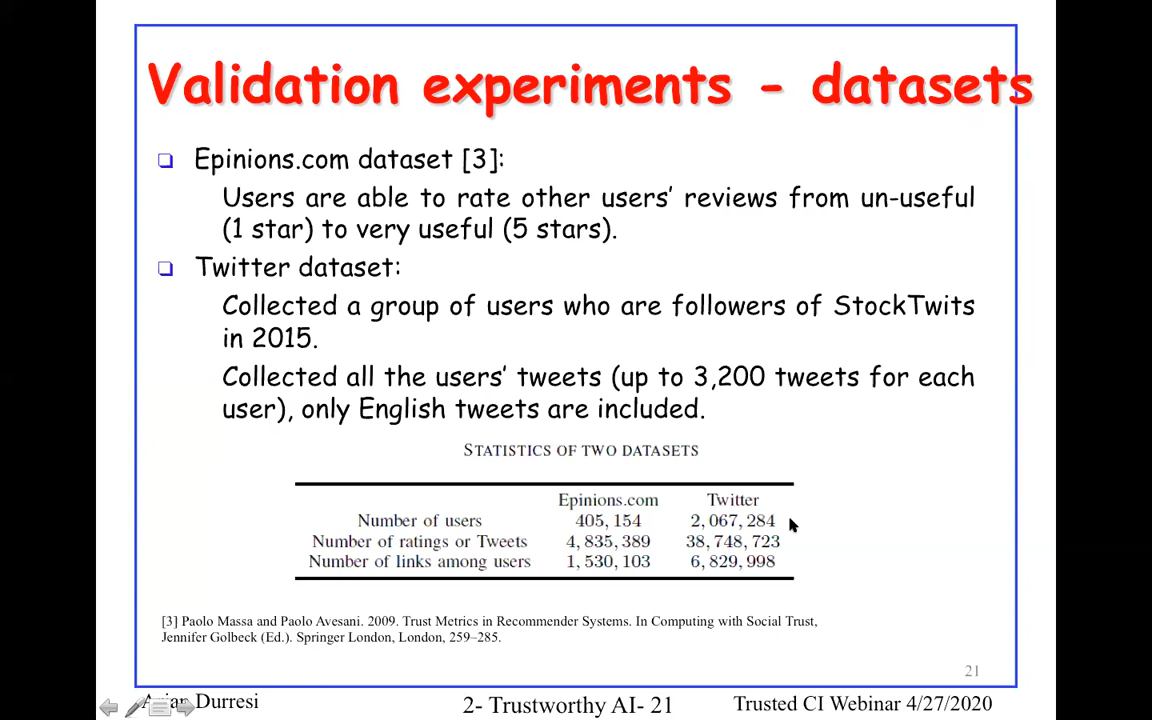 Validation experiments - datasets
Epinions.com dataset [3]:
Users are able to rate other users' reviews from un-useful
(1 star) to very useful (5 stars).
Twitter dataset:
Collected a group of users who are followers of StockTwits
in 2015.
Collected all the users' tweets (up to 3,200 tweets for each
user), only English tweets are included.
STATISTICS OF TWO DATASETS
Epinions.com Twitter
Number of users 405, 154 2, 067, 284
Number of ratings or Tweets 4, 835, 389 38, 748, 723
Number of links among users 1, 530, 103 6, 829, 998
[3] Paolo Massa and Paolo Avesani. 2009. Trust Metrics in Recommender Systems. In Computing with Social Trust,
Jennifer Golbeck (Ed.). Springer London, London, 259–285.
21
Arjan Durresi 2- Trustworthy AI- 21 Trusted CI Webinar 4/27/2020